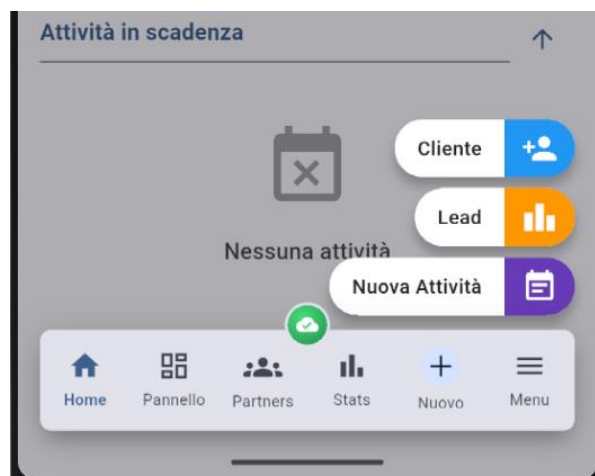 Attività in scadenza
Cliente
Lead
Nessuna attività
Nuova Attività
Home Pannello Partners Stats Nuovo Menu